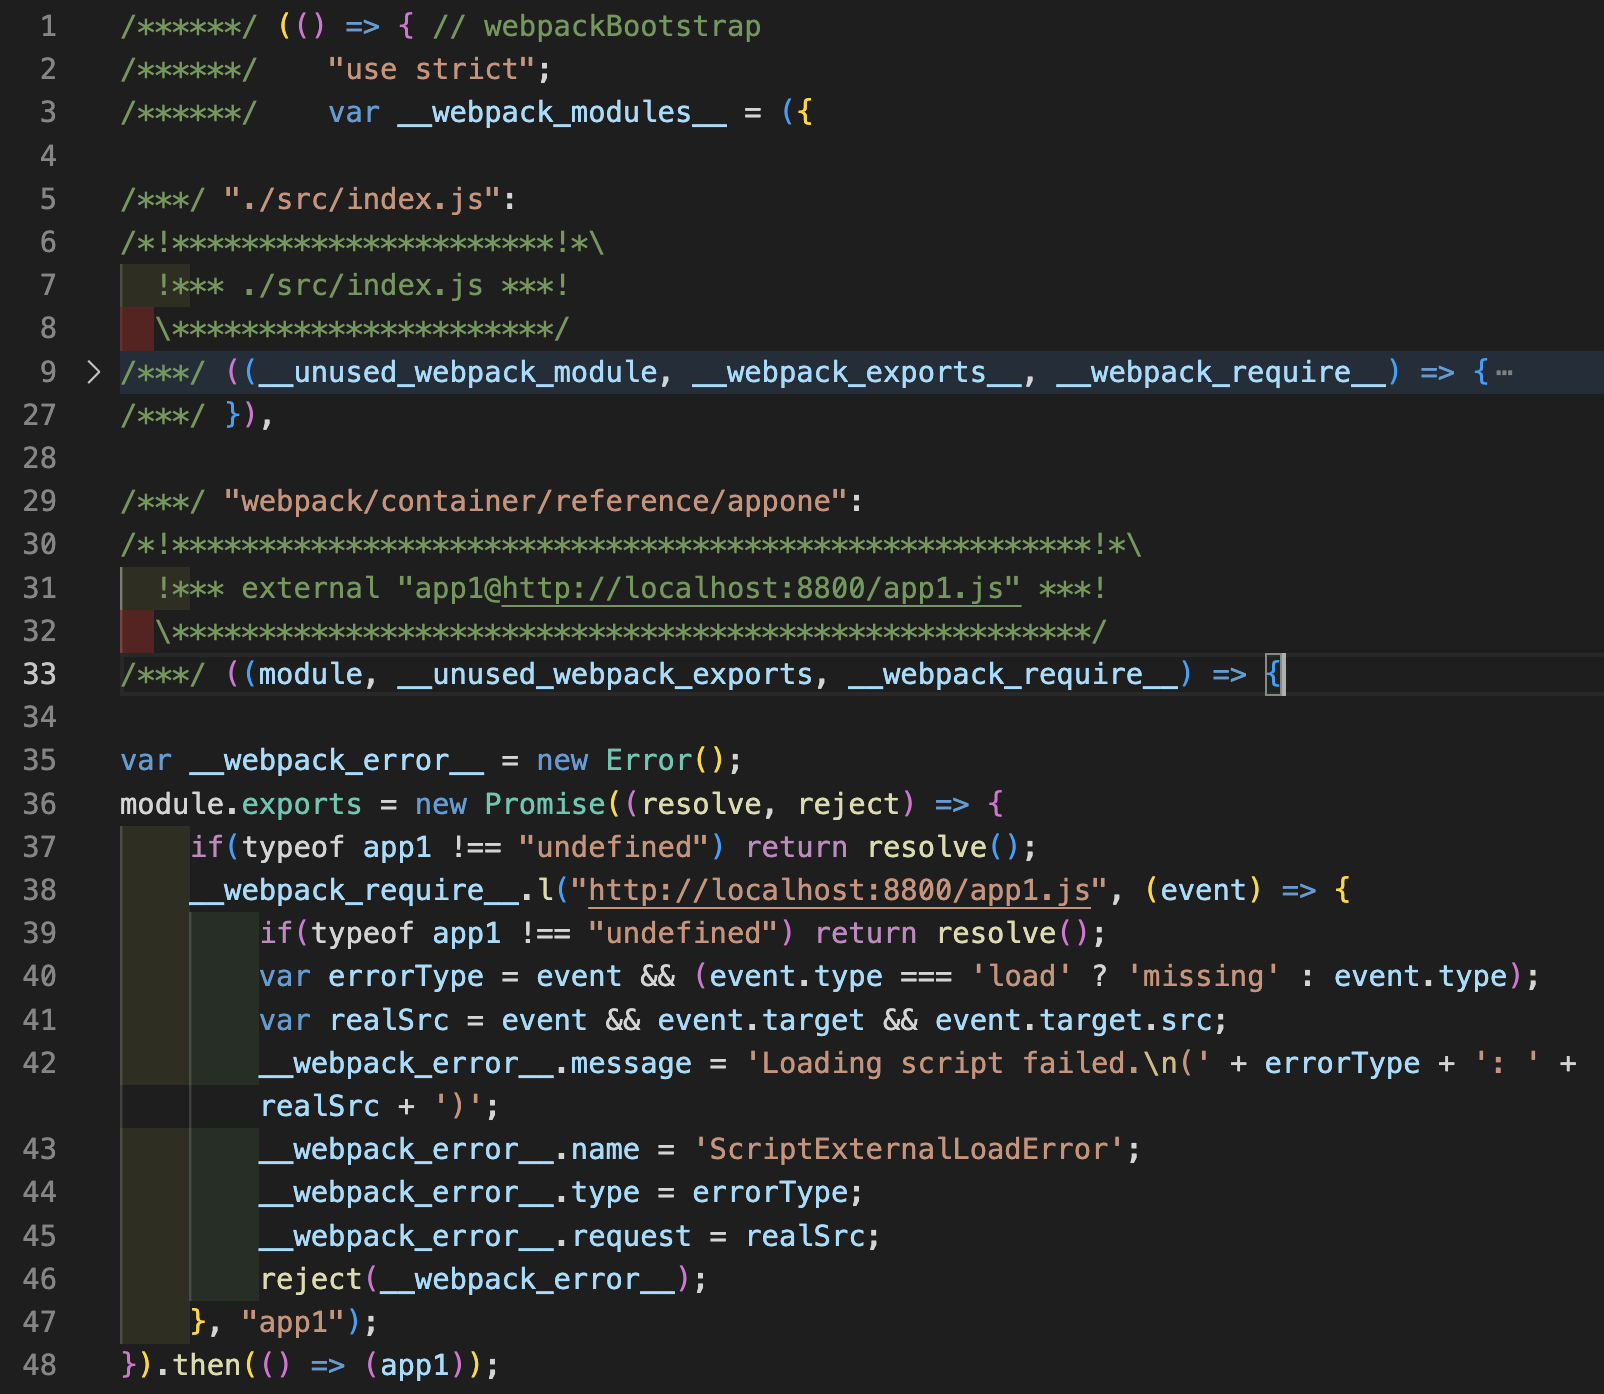 1 /******/ (() => { // webpackBootstrap
2 /******/ 	"use strict";
3 /******/ 	var __webpack_modules__ = ({
4
5 /***/ "./src/index.js":
6 /*!**********************!*\
7   !*** ./src/index.js ***!
8   \**********************/
9 > /***/ ((__unused_webpack_module, __webpack_exports__, __webpack_require__) => {⋯
27 /***/ }),
28
29 /***/ "webpack/container/reference/appone":
30 /*!*****************************************************!*\
31   !*** external "app1@http://localhost:8800/app1.js" ***!
32   \*****************************************************/
33 /***/ ((module, __unused_webpack_exports, __webpack_require__) => {
34
35 var __webpack_error__ = new Error();
36 module.exports = new Promise((resolve, reject) => {
37     if(typeof app1 !== "undefined") return resolve();
38     __webpack_require__.l("http://localhost:8800/app1.js", (event) => {
39         if(typeof app1 !== "undefined") return resolve();
40         var errorType = event && (event.type === 'load' ? 'missing' : event.type);
41         var realSrc = event && event.target && event.target.src;
42         __webpack_error__.message = 'Loading script failed.\n(' + errorType + ': ' +
        realSrc + ')';
43         __webpack_error__.name = 'ScriptExternalLoadError';
44         __webpack_error__.type = errorType;
45         __webpack_error__.request = realSrc;
46         reject(__webpack_error__);
47     }, "app1");
48 }).then(() => (app1));